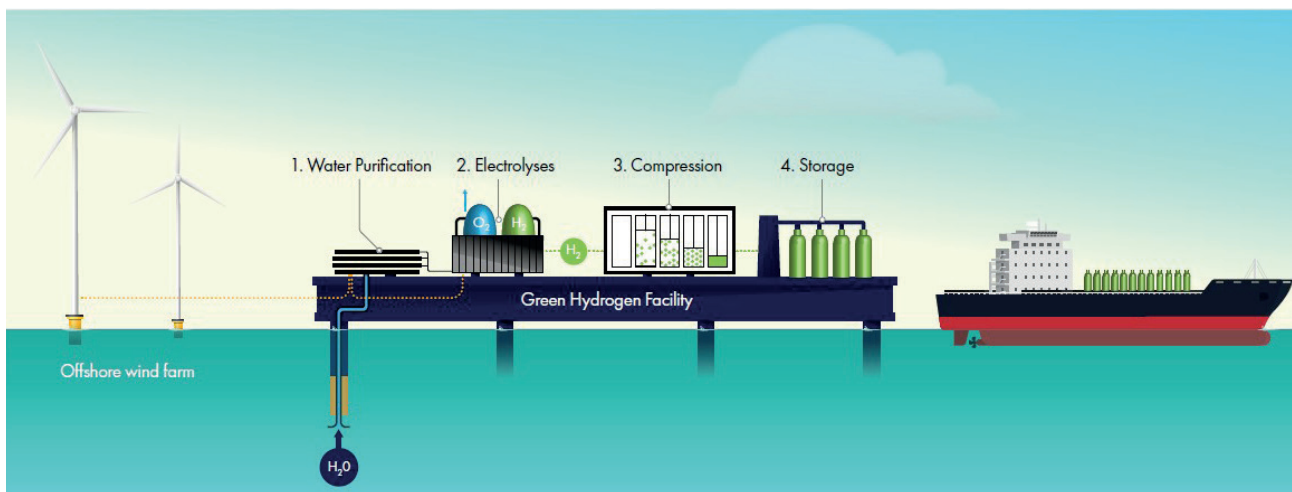 1. Water Purification
2. Electrolyses
3. Compression
4. Storage
O₂
H₂
H₂
Green Hydrogen Facility
Offshore wind farm
H₂0